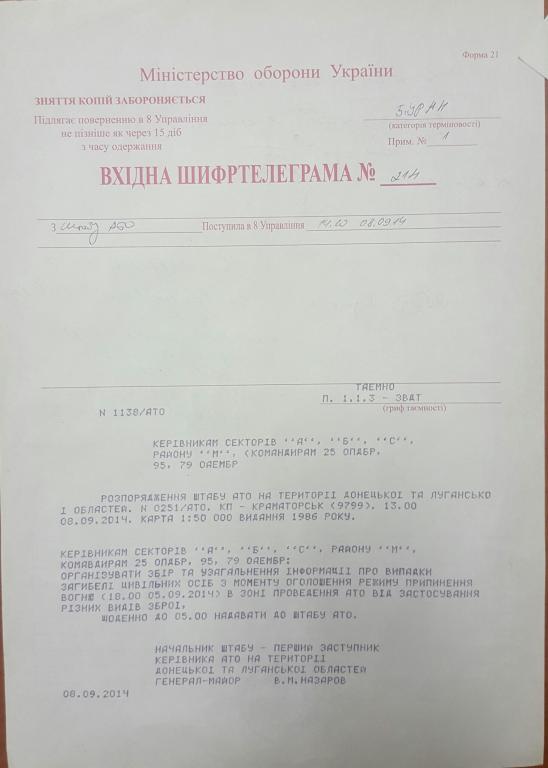 Форма 21
Міністерство оборони України
ЗНЯТТЯ КОПІЙ ЗАБОРОНЯЄТЬСЯ
Підлягає поверненню в 8 Управління
не пізніше як через 15 діб
з часу одержання
(категорія терміновості)
Прим. № 1
ВХІДНА ШИФРТЕЛЕГРАМА № 214
З штабу АТО Поступила в 8 Управління 08.09.14
ТАЕМНО
П. 1.1.3 - ЗВДТ
(гриф таємності)
N 1138/АТО
КЕРІВНИКАМ СЕКТОРІВ ''А'', ''Б'', ''С'',
РАЙОНУ ''М'', (КОМАНДИРАМ 25 ОПДБР,
95, 79 ОАЕМБР
РОЗПОРЯДЖЕННЯ ШТАБУ АТО НА ТЕРИТОРІЇ ДОНЕЦЬКОЇ ТА ЛУГАНСЬКО
І ОБЛАСТЕЙ. N 0251/АТО. КП - КРАМАТОРСЬК (9799). 13.00
08.09.2014. КАРТА 1:50 000 ВИДАННЯ 1986 РОКУ.
КЕРІВНИКАМ СЕКТОРІВ ''А'', ''Б'', ''С'', РАЙОНУ ''М'',
КОМАНДИРАМ 25 ОПДБР, 95, 79 ОАЕМБР:
ОРГАНІЗУВАТИ ЗБІР ТА УЗАГАЛЬНЕННЯ ІНФОРМАЦІЇ ПРО ВИПАДКИ
ЗАГИБЕЛІ ЦИВІЛЬНИХ ОСІБ З МОМЕНТУ ОГОЛОШЕННЯ РЕЖИМУ ПРИПИНЕННЯ
ВОГНЮ (18.00 05.09.2014) В ЗОНІ ПРОВЕДЕННЯ АТО ВІД ЗАСТОСУВАННЯ
РІЗНИХ ВИДІВ ЗБРОЇ,
ЩОДЕННО ДО 05.00 НАДАВАТИ ДО ШТАБУ АТО.
НАЧАЛЬНИК ШТАБУ - ПЕРШИЙ ЗАСТУПНИК
КЕРІВНИКА АТО НА ТЕРИТОРІЇ
ДОНЕЦЬКОЇ ТА ЛУГАНСЬКОЇ ОБЛАСТЕЙ
ГЕНЕРАЛ-МАЙОР В.М.НАЗАРОВ
08.09.2014